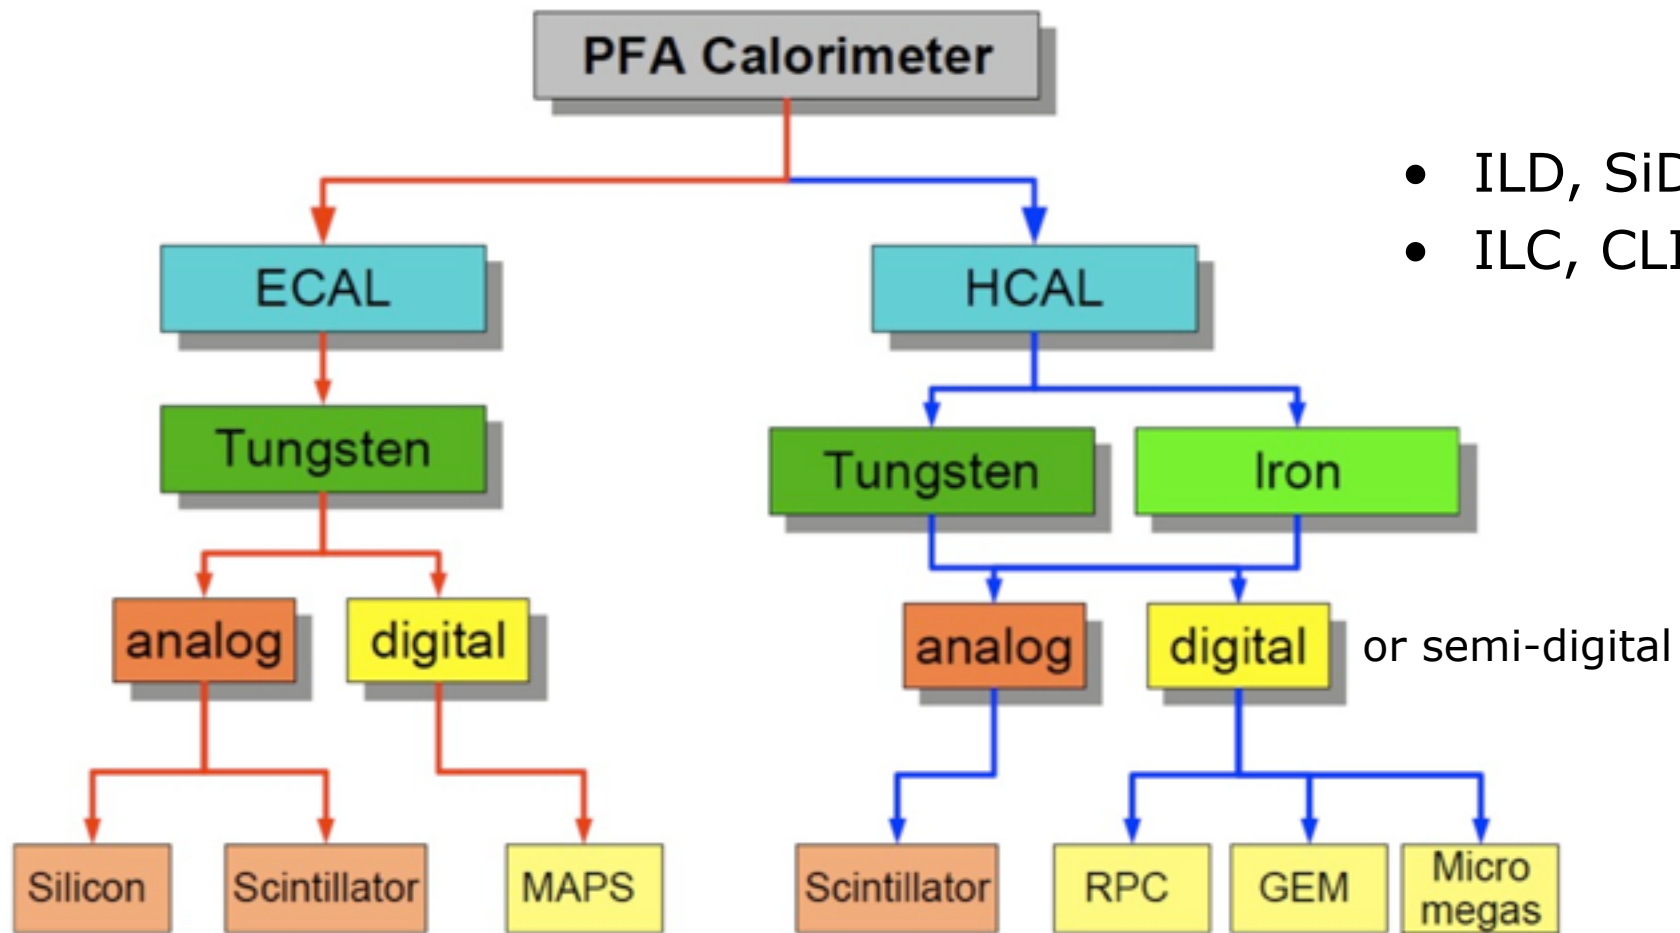 PFA Calorimeter
• ILD, SiD
• ILC, CLI
ECAL
HCAL
Tungsten
Tungsten
Iron
analog
digital
analog
digital
or semi-digital
Silicon
Scintillator
MAPS
Scintillator
RPC
GEM
Micro
megas